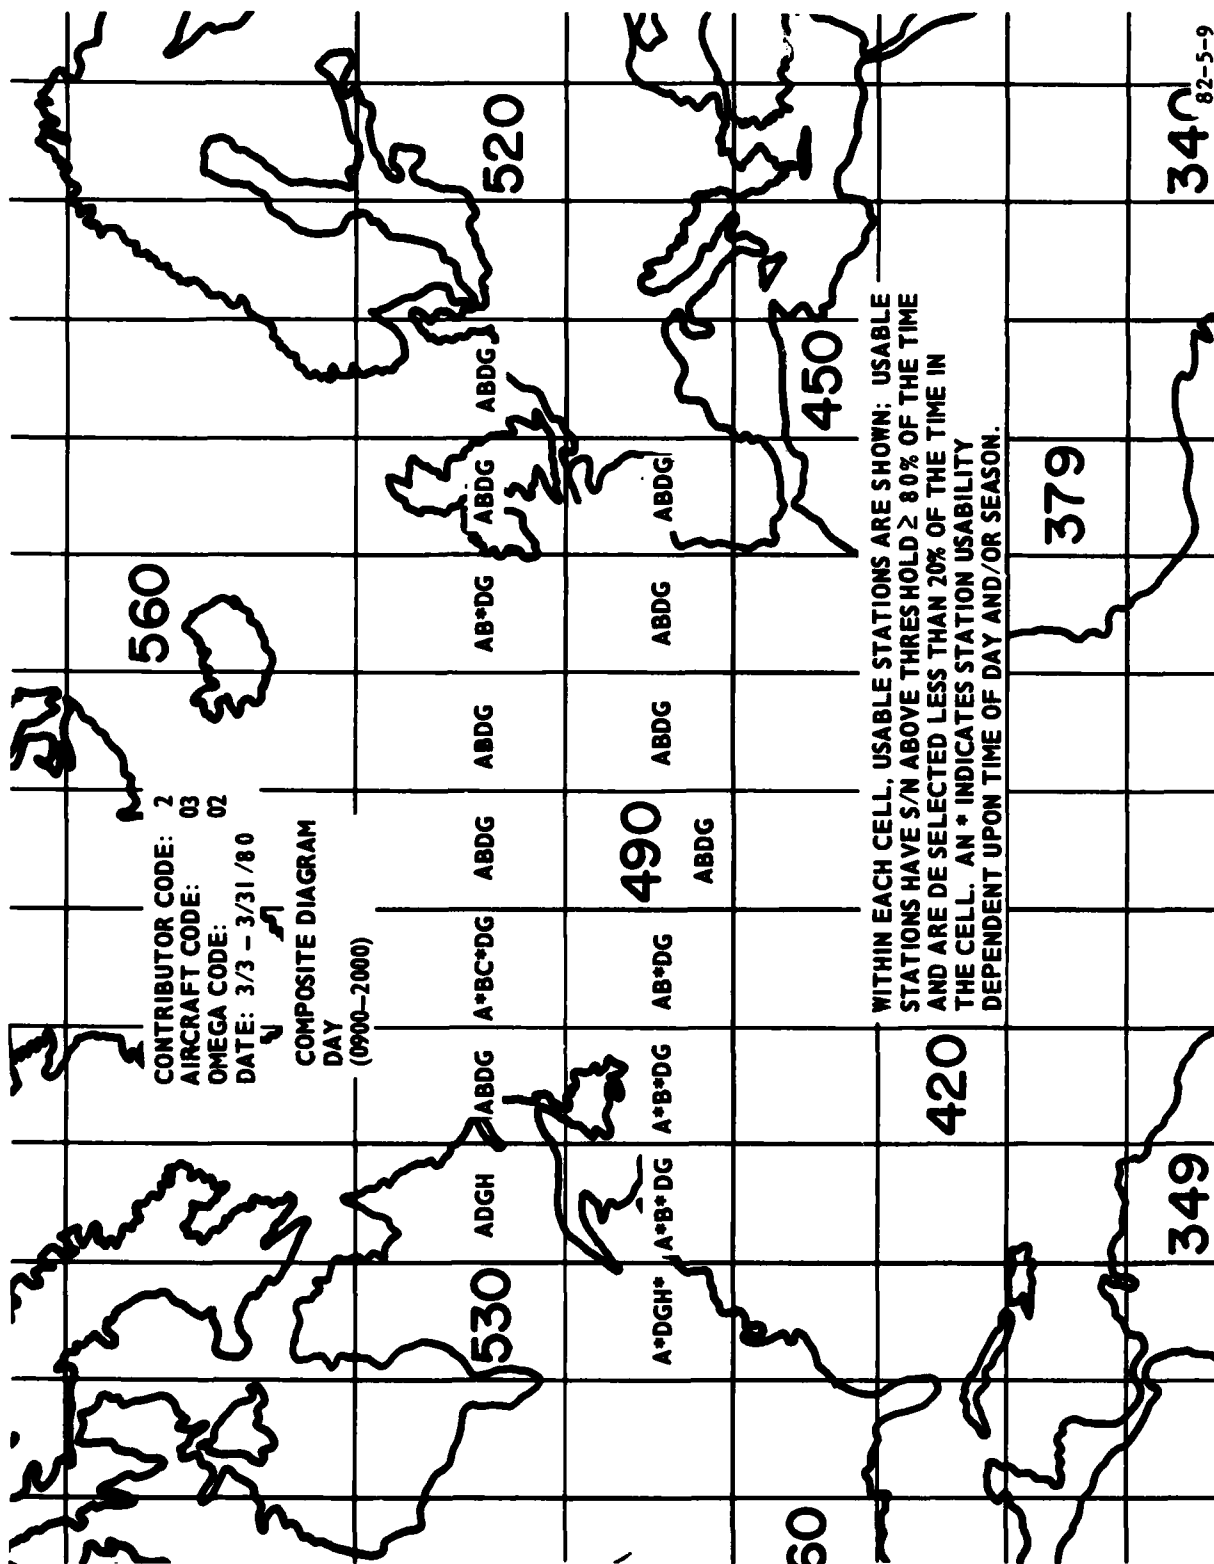 560
CONTRIBUTOR CODE: 2
AIRCRAFT CODE: 03
OMEGA CODE: 02
DATE: 3/3 – 3/31/80
COMPOSITE DIAGRAM
DAY
(0900–2000)
530 ADGH ABDG A*BC*DG ABDG ABDG AB*DG ABDG ABDG 520
490
A*DGH* A*B*DG A*B*DG AB*DG ABDG ABDG ABDG
ABDG
60 450
WITHIN EACH CELL, USABLE STATIONS ARE SHOWN: USABLE
STATIONS HAVE S/N ABOVE THRESHOLD ≥ 80% OF THE TIME
AND ARE DESELECTED LESS THAN 20% OF THE TIME IN
THE CELL. AN * INDICATES STATION USABILITY
DEPENDENT UPON TIME OF DAY AND/OR SEASON.
420
379
349 340
82-5-9